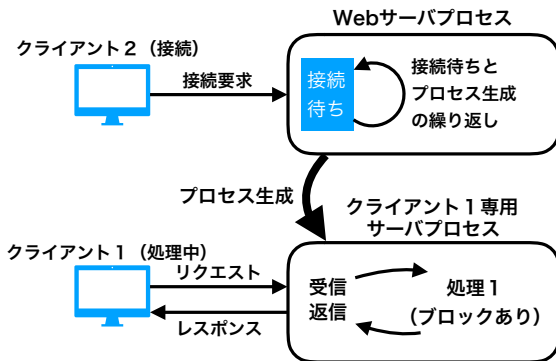 Webサーバプロセス
クライアント２（接続）
接続要求
接続
待ち
接続待ちと
プロセス生成
の繰り返し
プロセス生成
クライアント１専用
サーバプロセス
クライアント１（処理中）
リクエスト
レスポンス
受信
返信
処理１
（ブロックあり）